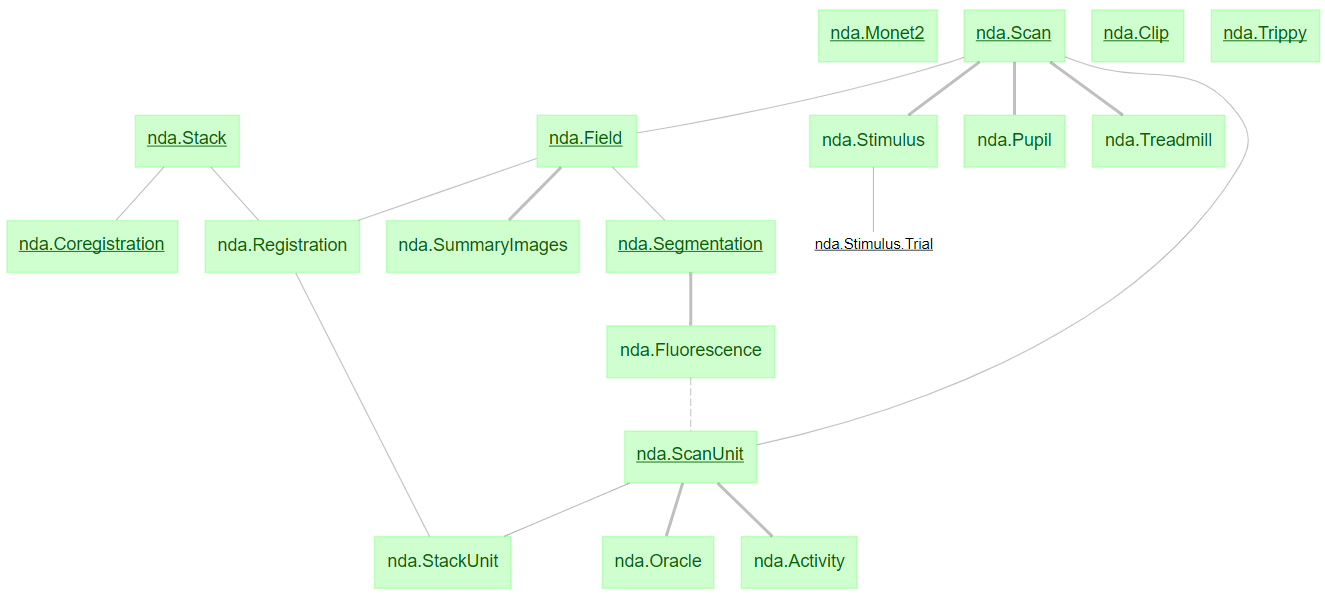 nda.Monet2
nda.Scan
nda.Clip
nda.Trippy
nda.Stack
nda.Field
nda.Stimulus
nda.Pupil
nda.Treadmill
nda.Coregistration
nda.Registration
nda.SummaryImages
nda.Segmentation
nda.Stimulus.Trial
nda.Fluorescence
nda.ScanUnit
nda.StackUnit
nda.Oracle
nda.Activity